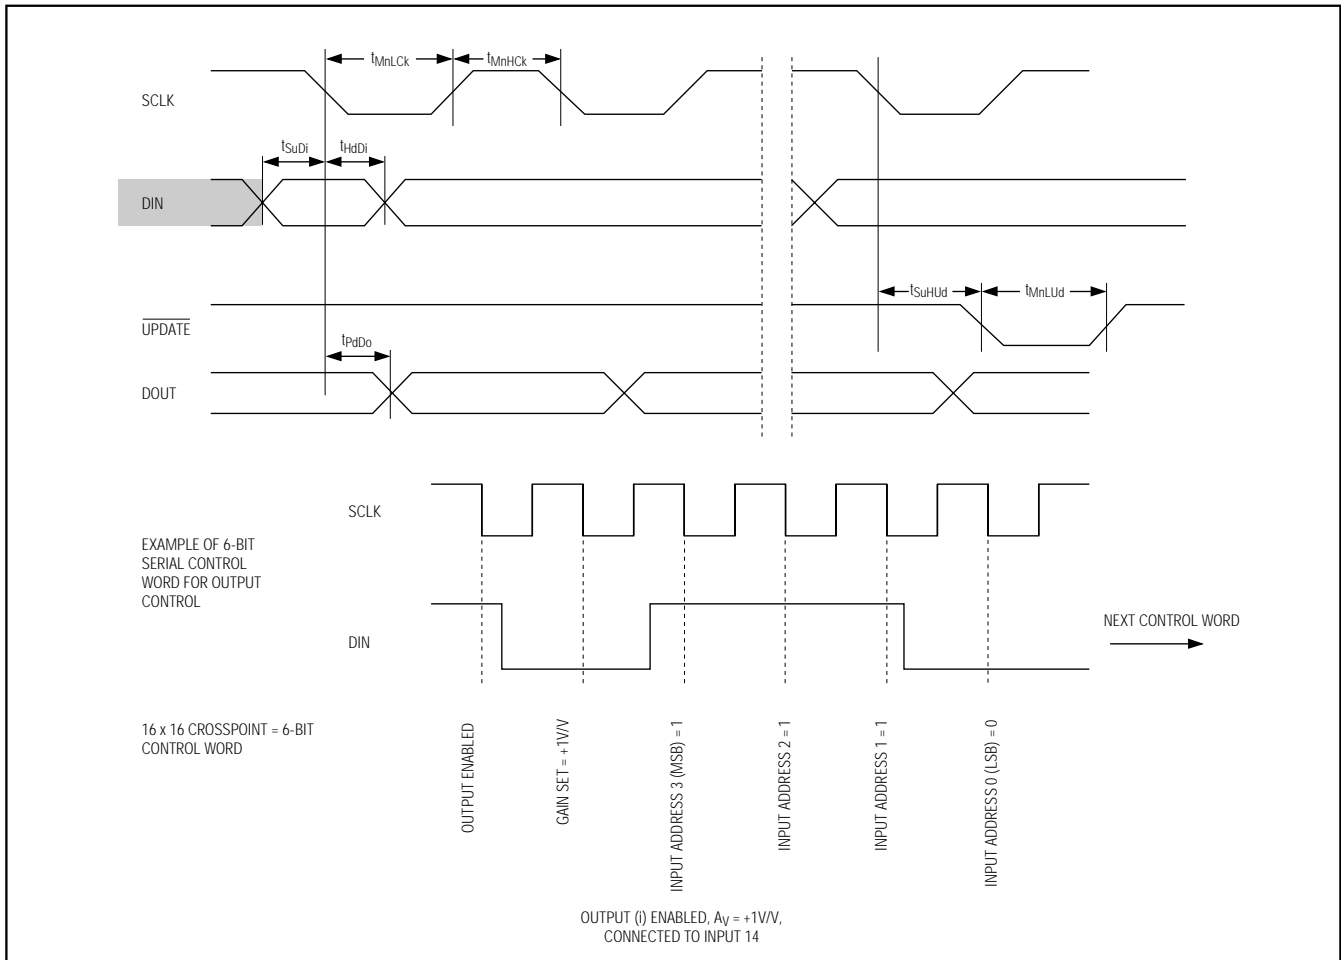 tMnLCk
tMnHCk
SCLK
tSuDi
tHdDi
DIN
tSuHUd
tMnLUd
UPDATE
tPdDo
DOUT
SCLK
EXAMPLE OF 6-BIT
SERIAL CONTROL
WORD FOR OUTPUT
CONTROL
DIN
NEXT CONTROL WORD
16 x 16 CROSSPOINT = 6-BIT
CONTROL WORD
OUTPUT ENABLED
GAIN SET = +1V/V
INPUT ADDRESS 3 (MSB) = 1
INPUT ADDRESS 2 = 1
INPUT ADDRESS 1 = 1
INPUT ADDRESS 0 (LSB) = 0
OUTPUT (i) ENABLED, AV = +1V/V,
CONNECTED TO INPUT 14